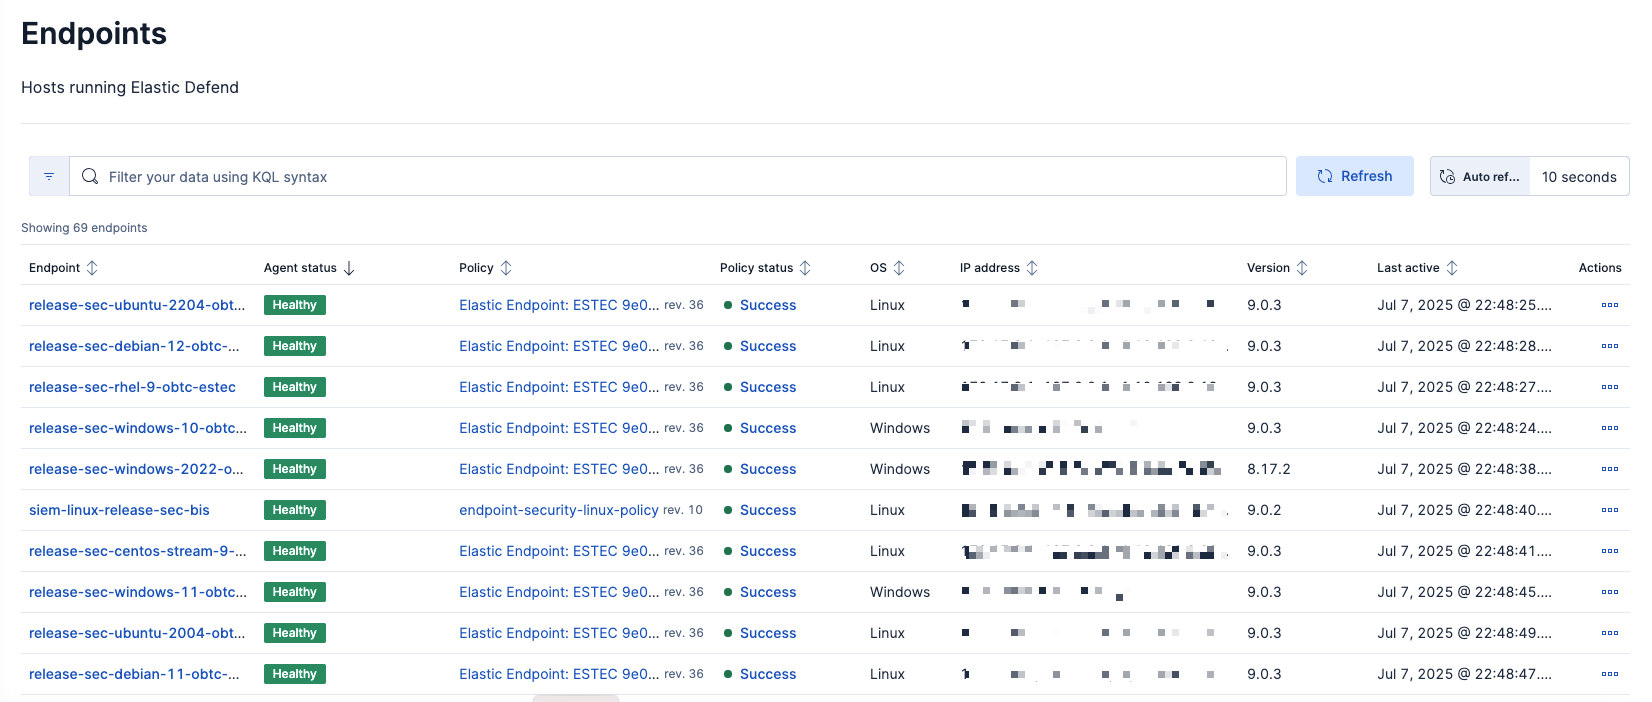 Endpoints
Hosts running Elastic Defend
Filter your data using KQL syntax Refresh Auto ref... 10 seconds
Showing 69 endpoints
Endpoint Agent status Policy Policy status OS IP address Version Last active Actions
release-sec-ubuntu-2204-obt... Healthy Elastic Endpoint: ESTEC 9e0... rev. 36 Success Linux 9.0.3 Jul 7, 2025 @ 22:48:25....
release-sec-debian-12-obtc-... Healthy Elastic Endpoint: ESTEC 9e0... rev. 36 Success Linux 9.0.3 Jul 7, 2025 @ 22:48:28....
release-sec-rhel-9-obtc-estec Healthy Elastic Endpoint: ESTEC 9e0... rev. 36 Success Linux 9.0.3 Jul 7, 2025 @ 22:48:27....
release-sec-windows-10-obtc... Healthy Elastic Endpoint: ESTEC 9e0... rev. 36 Success Windows 9.0.3 Jul 7, 2025 @ 22:48:24....
release-sec-windows-2022-o... Healthy Elastic Endpoint: ESTEC 9e0... rev. 36 Success Windows 8.17.2 Jul 7, 2025 @ 22:48:38....
siem-linux-release-sec-bis Healthy endpoint-security-linux-policy rev. 10 Success Linux 9.0.2 Jul 7, 2025 @ 22:48:40....
release-sec-centos-stream-9-... Healthy Elastic Endpoint: ESTEC 9e0... rev. 36 Success Linux 9.0.3 Jul 7, 2025 @ 22:48:41....
release-sec-windows-11-obtc... Healthy Elastic Endpoint: ESTEC 9e0... rev. 36 Success Windows 9.0.3 Jul 7, 2025 @ 22:48:45....
release-sec-ubuntu-2004-obt... Healthy Elastic Endpoint: ESTEC 9e0... rev. 36 Success Linux 9.0.3 Jul 7, 2025 @ 22:48:49....
release-sec-debian-11-obtc-... Healthy Elastic Endpoint: ESTEC 9e0... rev. 36 Success Linux 9.0.3 Jul 7, 2025 @ 22:48:47....